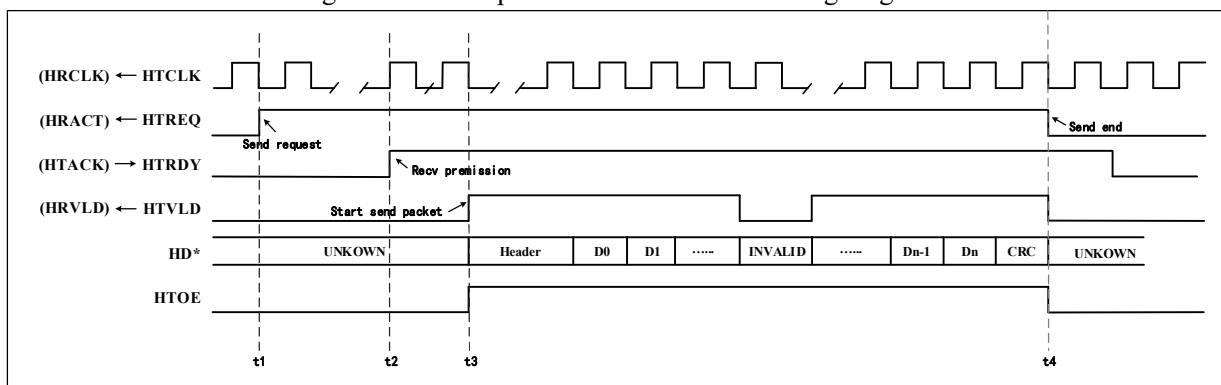 (HRCLK) ← HTCLK
(HRACT) ← HTREQ
Send request
Send end
(HTACK) → HTRDY
Recv premission
(HRVLD) ← HTVLD
Start send packet
HD*
UNKOWN Header D0 D1 ...... INVALID ...... Dn-1 Dn CRC UNKOWN
HTOE
t1 t2 t3 t4